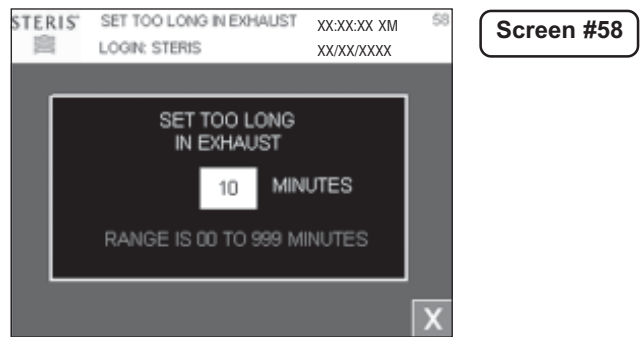 STERIS SET TOO LONG IN EXHAUST XX:XX:XX XM 58
LOGIN: STERIS XX/XX/XXXX
Screen #58
SET TOO LONG
IN EXHAUST
10 MINUTES
RANGE IS 00 TO 999 MINUTES
X